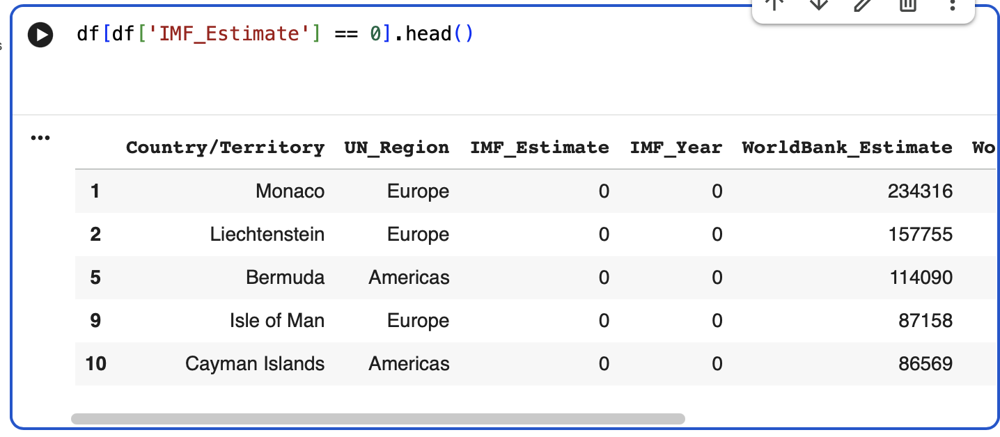 df[df['IMF_Estimate'] == 0].head()
Country/Territory UN_Region IMF_Estimate IMF_Year WorldBank_Estimate Wo
1 Monaco Europe 0 0 234316
2 Liechtenstein Europe 0 0 157755
5 Bermuda Americas 0 0 114090
9 Isle of Man Europe 0 0 87158
10 Cayman Islands Americas 0 0 86569